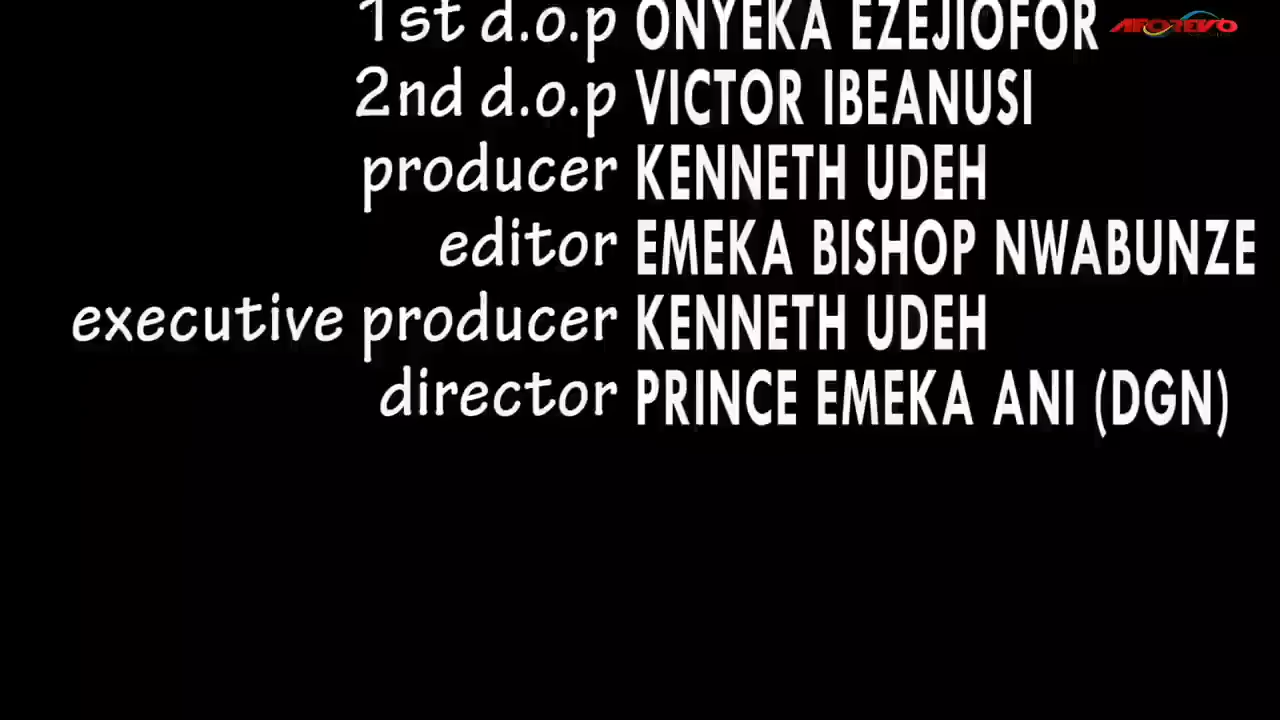 1st d.o.p ONYEKA EZEJIOFOR
AFOREVO
2nd d.o.p VICTOR IBEANUSI
producer KENNETH UDEH
editor EMEKA BISHOP NWABUNZE
executive producer KENNETH UDEH
director PRINCE EMEKA ANI (DGN)